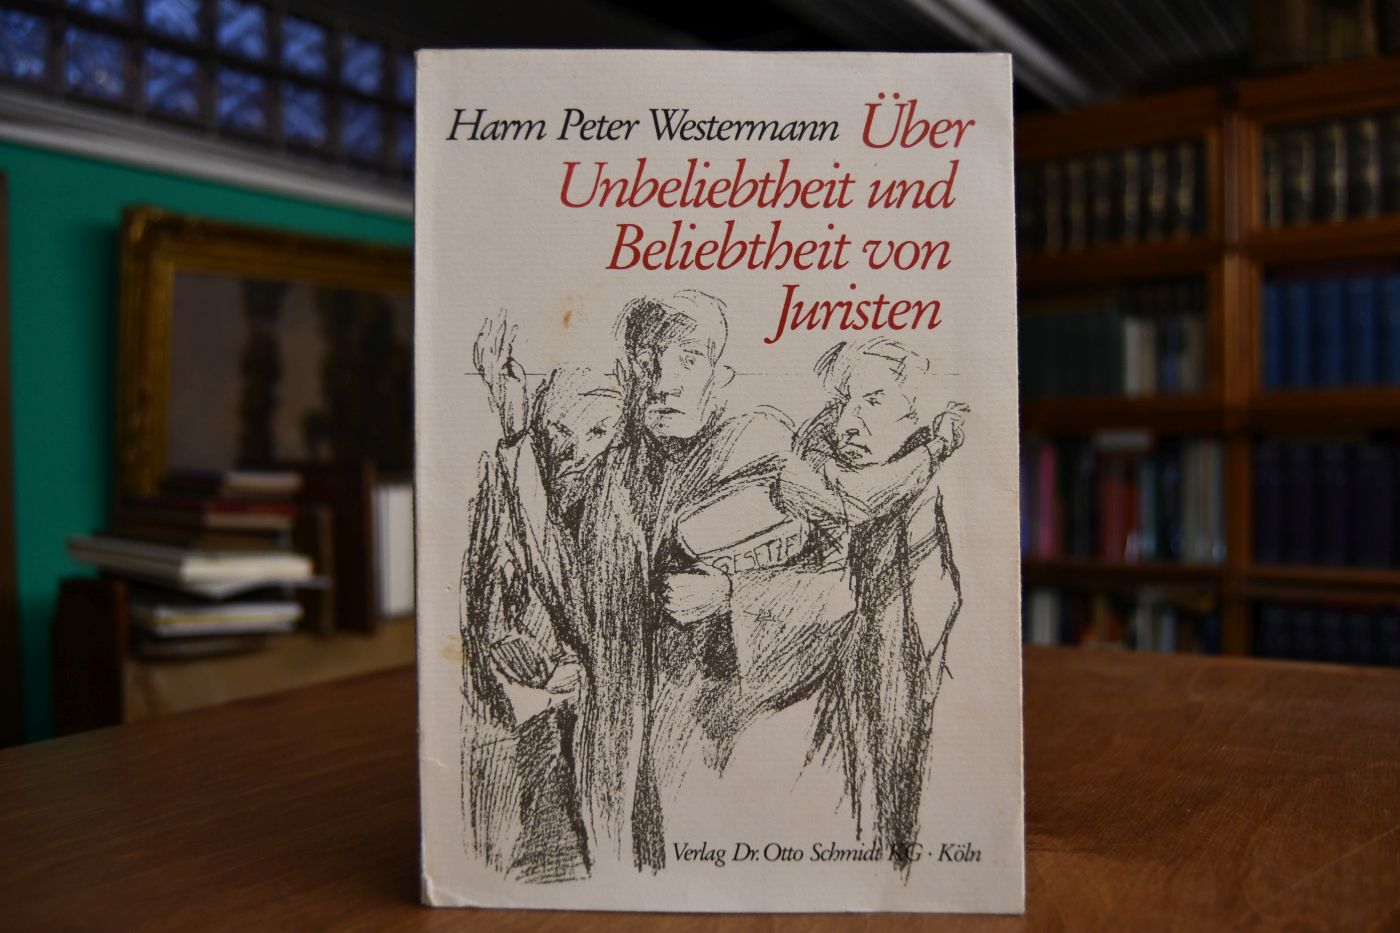 Harm Peter Westermann Über
Unbeliebtheit und
Beliebtheit von
Juristen
Verlag Dr. Otto Schmidt KG · Köln